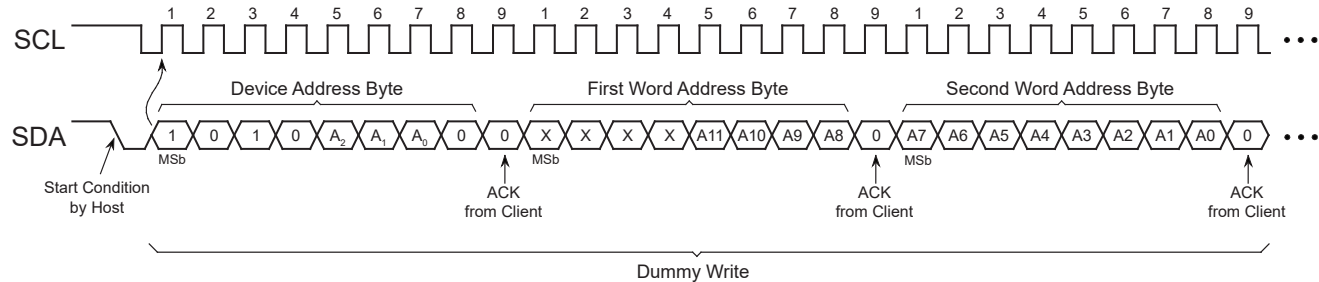 1 2 3 4 5 6 7 8 9 1 2 3 4 5 6 7 8 9 1 2 3 4 5 6 7 8 9
SCL
Device Address Byte First Word Address Byte Second Word Address Byte
SDA 1 0 1 0 A2 A1 A0 0 0 X X X X A11 A10 A9 A8 0 A7 A6 A5 A4 A3 A2 A1 A0 0
MSb MSb MSb
Start Condition
by Host
ACK
from Client
ACK
from Client
ACK
from Client
Dummy Write